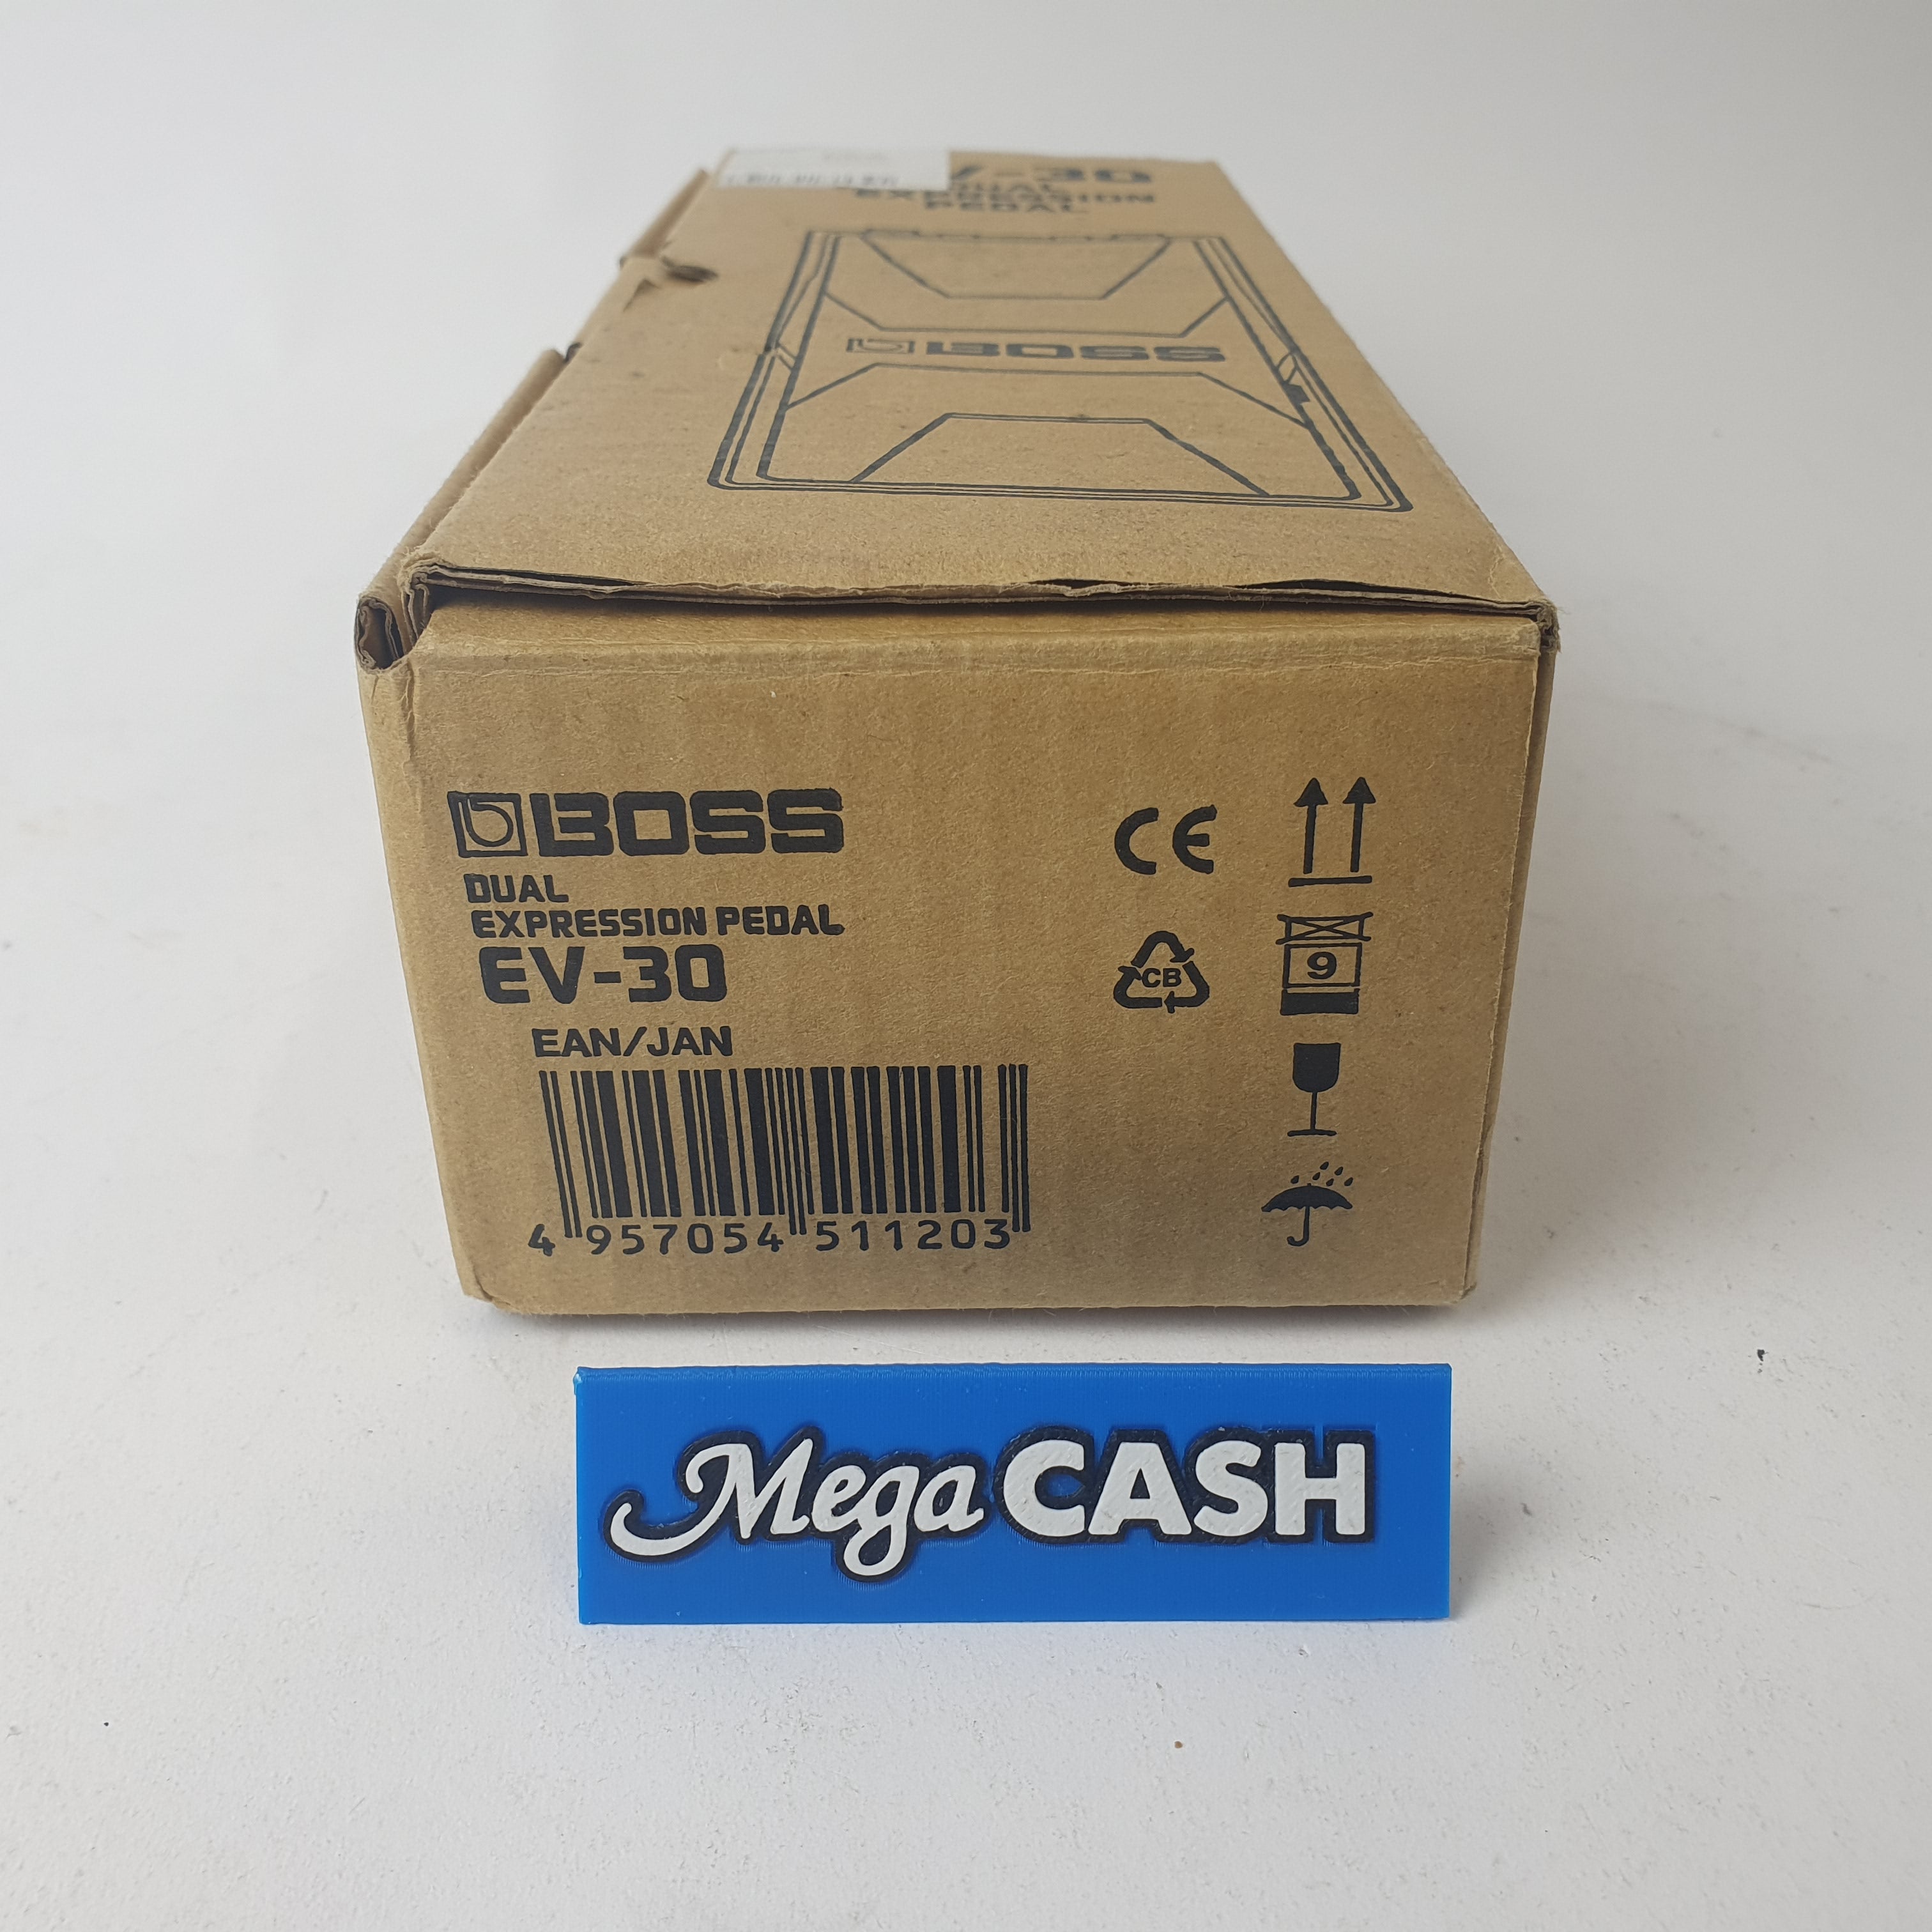 V-30
DUAL
EXPRESSION
PEDAL
BOSS
BOSS
DUAL
EXPRESSION PEDAL
EV-30
EAN/JAN
4 957054 511203
CE
CB
9
Mega CASH